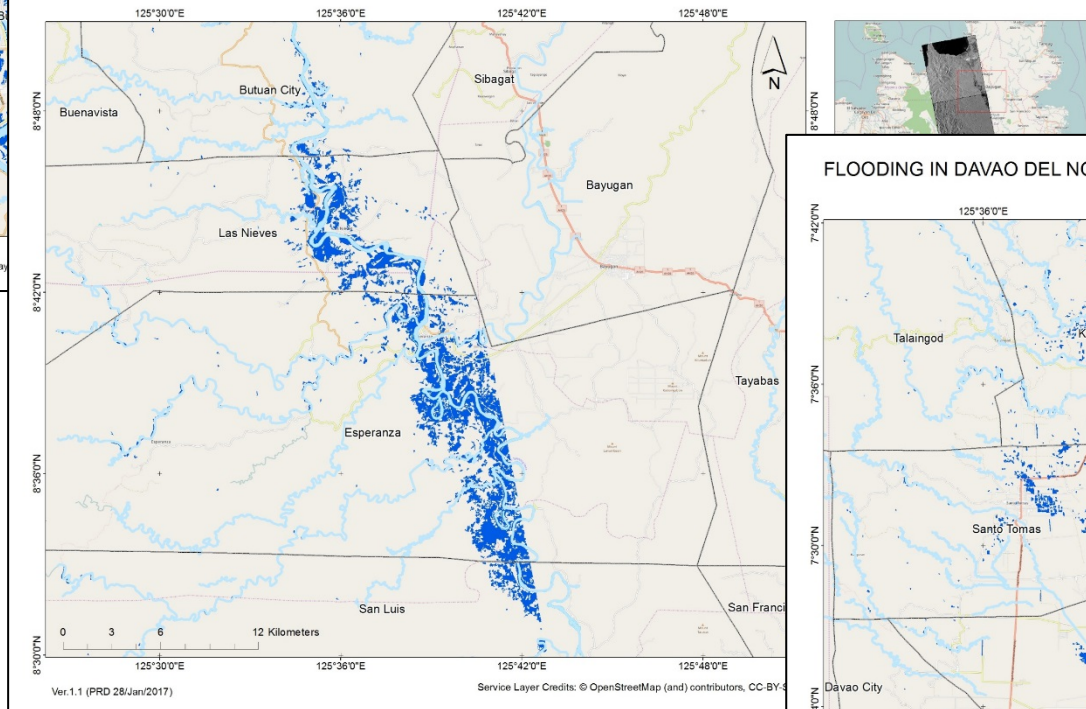 125°30'0"E 125°36'0"E 125°42'0"E 125°48'0"E
Sibagat
Butuan City
N
8°48'0"N
Buenavista
8°48'0"N
Bayugan
FLOODING IN DAVAO DEL NO
125°36'0"E
7°42'0"N
Las Nieves
8°42'0"N
Talaingod
K
Tayabas
7°36'0"N
Esperanza
8°36'0"N
Santo Tomas
7°30'0"N
San Luis
San Franci
0 3 6 12 Kilometers
8°30'0"N
125°30'0"E 125°36'0"E 125°42'0"E 125°48'0"E
Ver.1.1 (PRD 28/Jan/2017)
Service Layer Credits: © OpenStreetMap (and) contributors, CC-BY-S
Davao City